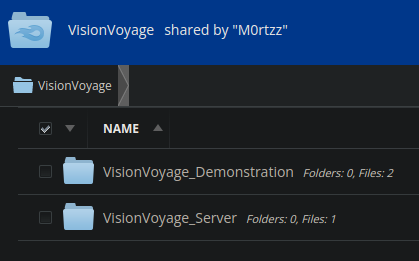 VisionVoyage shared by "M0rtzz"
VisionVoyage
NAME
VisionVoyage_Demonstration Folders: 0, Files: 2
VisionVoyage_Server Folders: 0, Files: 1